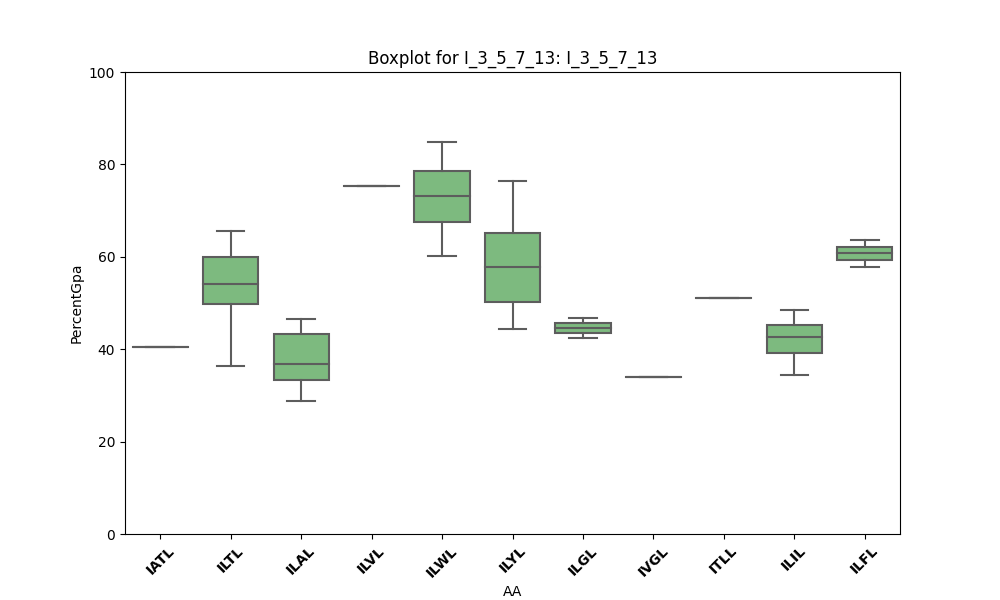 Boxplot for I_3_5_7_13: I_3_5_7_13
100
80
60
40
20
0
PercentGpa
IATL
ILTL
ILAL
ILVL
ILWL
ILYL
ILGL
IVGL
ITLL
ILIL
ILFL
AA